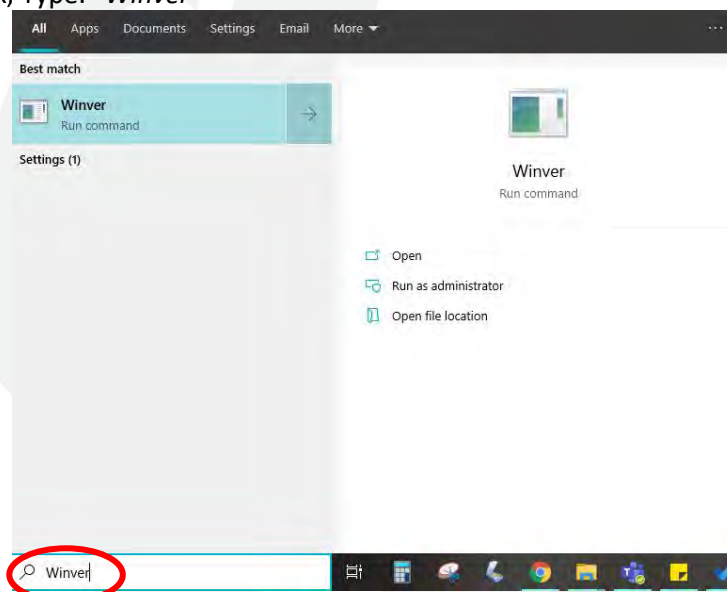 Type: "Winver"
All Apps Documents Settings Email More ...
Best match
Winver
Run command
Settings (1)
Winver
Run command
Open
Run as administrator
Open file location
Winver